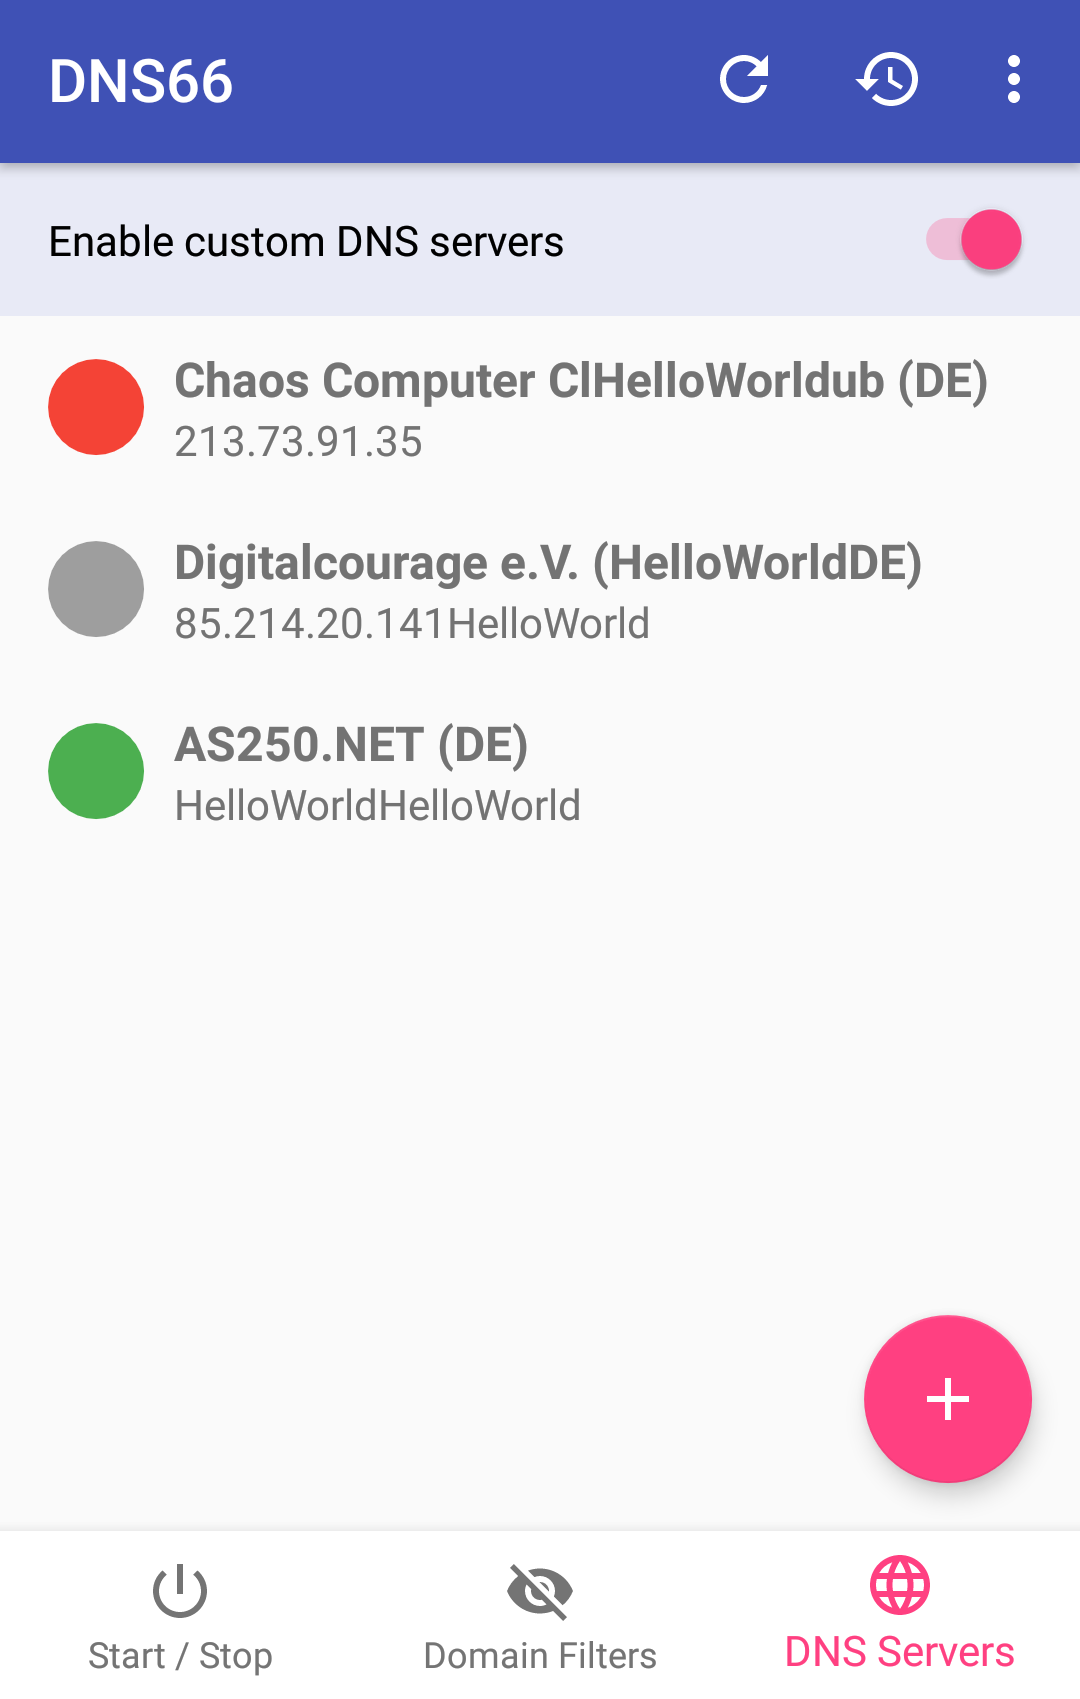 DNS66
Enable custom DNS servers
Chaos Computer ClHelloWorldub (DE)
213.73.91.35
Digitalcourage e.V. (HelloWorldDE)
85.214.20.141HelloWorld
AS250.NET (DE)
HelloWorldHelloWorld
Start / Stop
Domain Filters
DNS Servers